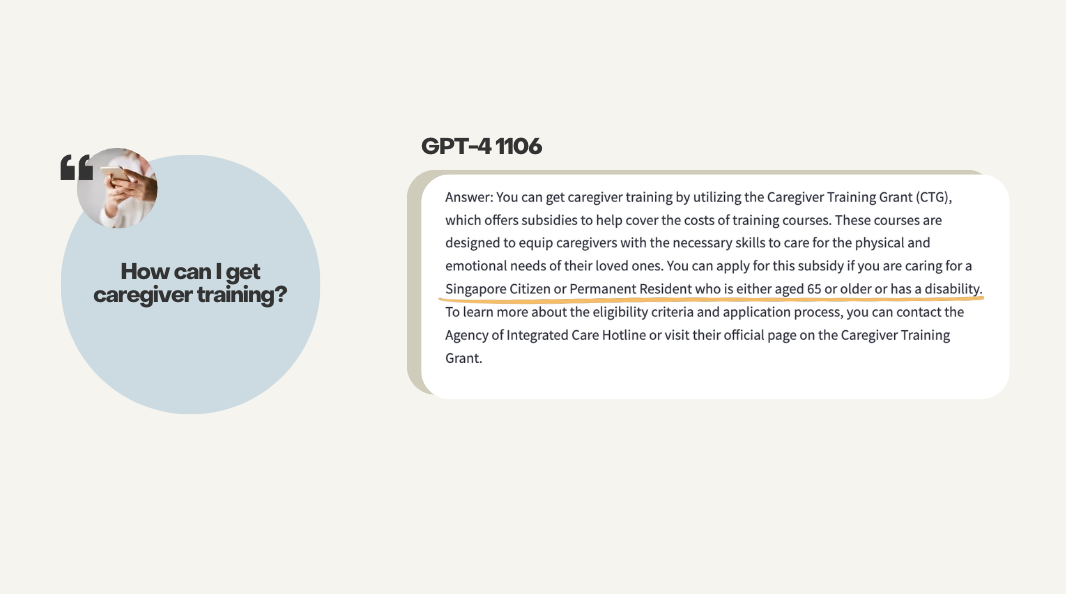 “
How can I get
caregiver training?
GPT-4 1106
Answer: You can get caregiver training by utilizing the Caregiver Training Grant (CTG),
which offers subsidies to help cover the costs of training courses. These courses are
designed to equip caregivers with the necessary skills to care for the physical and
emotional needs of their loved ones. You can apply for this subsidy if you are caring for a
Singapore Citizen or Permanent Resident who is either aged 65 or older or has a disability.
To learn more about the eligibility criteria and application process, you can contact the
Agency of Integrated Care Hotline or visit their official page on the Caregiver Training
Grant.